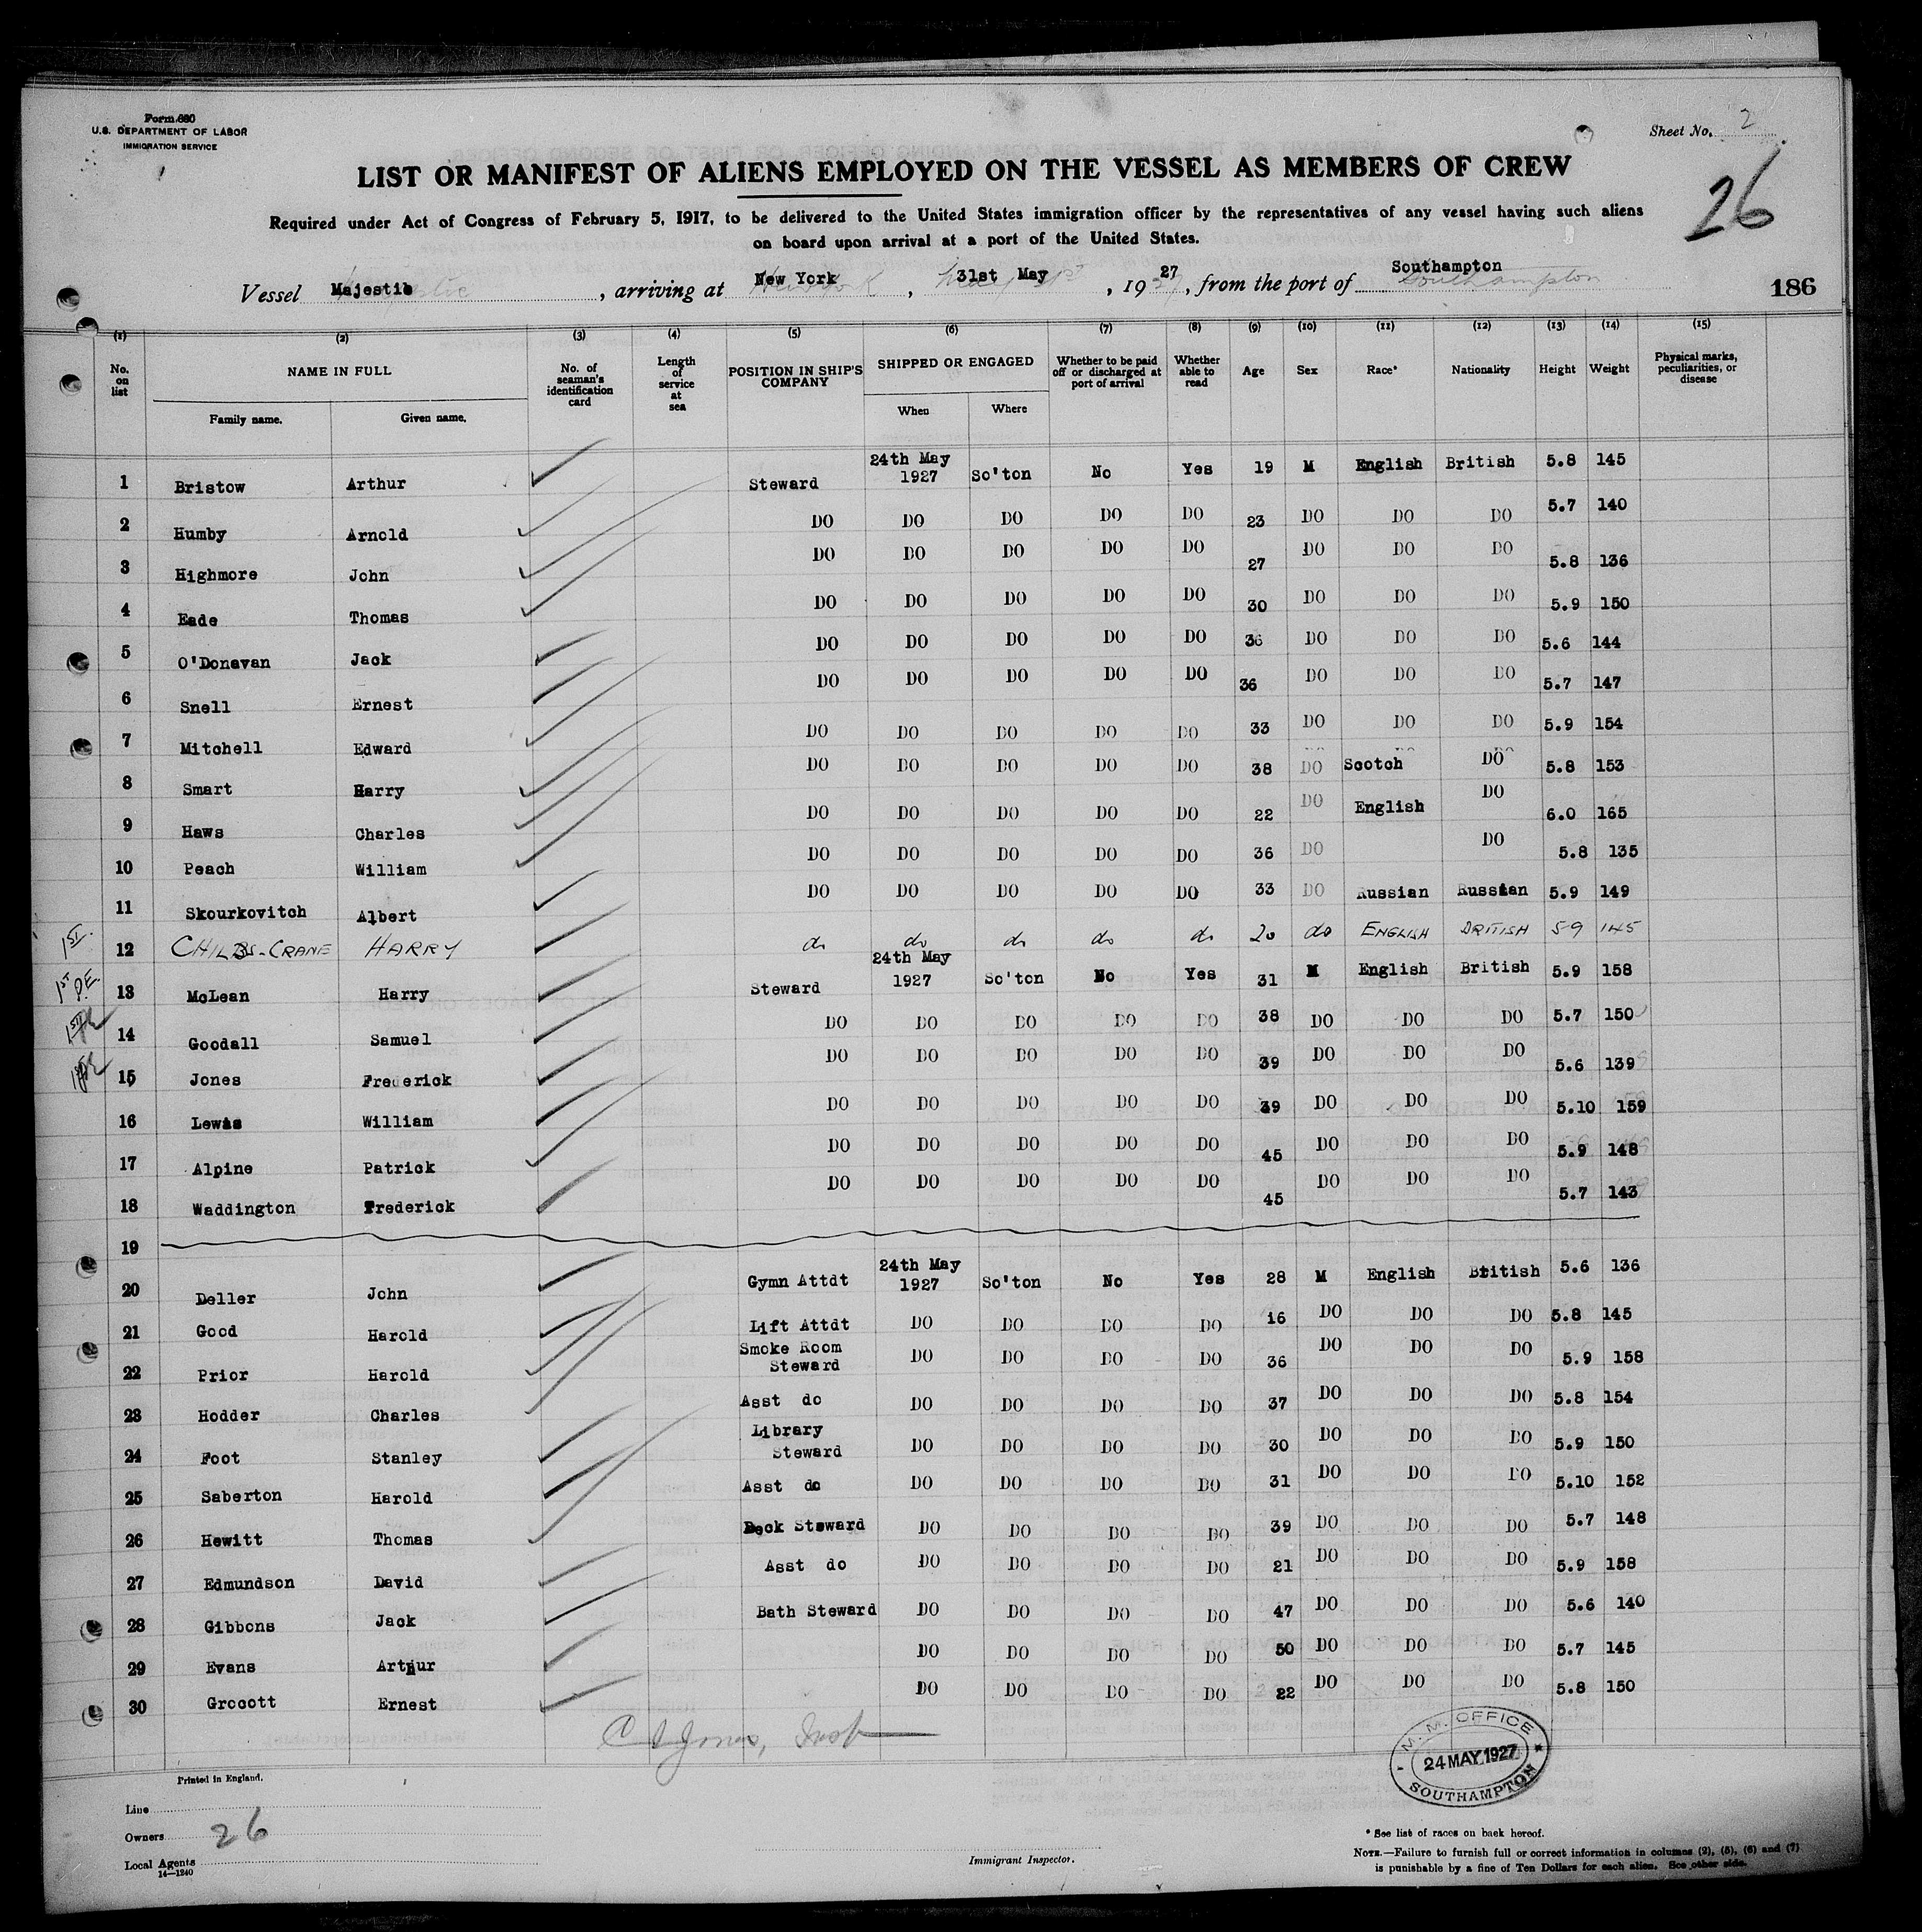 Form 680
U.S. DEPARTMENT OF LABOR
IMMIGRATION SERVICE
Sheet No. 2
LIST OR MANIFEST OF ALIENS EMPLOYED ON THE VESSEL AS MEMBERS OF CREW
26
Required under Act of Congress of February 5, 1917, to be delivered to the United States immigration officer by the representatives of any vessel having such aliens
on board upon arrival at a port of the United States.
Vessel Majestic, arriving at New York, 31st May, 1927, from the port of Southampton
186
(1) (2) (3) (4) (5) (6) (7) (8) (9) (10) (11) (12) (13) (14) (15)
No. on list NAME IN FULL No. of seaman's identification card Length of service at sea POSITION IN SHIP'S COMPANY SHIPPED OR ENGAGED Whether to be paid off or discharged at port of arrival Whether able to read Age Sex Race* Nationality Height Weight Physical marks, peculiarities, or disease
Family name. Given name. When Where
1 Bristow Arthur Steward 24th May 1927 So'ton No Yes 19 M English British 5.8 145
2 Humby Arnold DO DO DO DO DO 23 DO DO DO 5.7 140
3 Highmore John DO DO DO DO DO 27 DO DO DO 5.8 136
4 Eade Thomas DO DO DO DO DO 30 DO DO DO 5.9 150
5 O'Donavan Jack DO DO DO DO DO 36 DO DO DO 5.6 144
6 Snell Ernest DO DO DO DO DO 36 DO DO DO 5.7 147
7 Mitchell Edward DO DO DO DO DO 33 DO DO DO 5.9 154
8 Smart Harry DO DO DO DO DO 38 DO Scotch DO 5.8 153
9 Haws Charles DO DO DO DO DO 22 DO English DO 6.0 165
10 Peach William DO DO DO DO DO 36 DO DO 5.8 135
11 Skourkovitch Albert DO DO DO DO DO 33 DO Russian Russian 5.9 149
1st. 12 CHILDS-CRANE HARRY do do do do do 20 do ENGLISH BRITISH 5-9 145
1st P.E. 13 McLean Harry Steward 24th May 1927 So'ton No Yes 31 M English British 5.9 158
1st 14 Goodall Samuel DO DO DO DO DO 38 DO DO DO 5.7 150
15 Jones Frederick DO DO DO DO DO 39 DO DO DO 5.6 139
16 Lewis William DO DO DO DO DO 39 DO DO DO 5.10 159
17 Alpine Patrick DO DO DO DO DO 45 DO DO DO 5.9 148
18 Waddington Frederick DO DO DO DO DO 45 DO DO DO 5.7 143
19
20 Deller John Gymn Attdt 24th May 1927 So'ton No Yes 28 M English British 5.6 136
21 Good Harold Lift Attdt DO DO DO DO 16 DO DO DO 5.8 145
22 Prior Harold Smoke Room Steward DO DO DO DO 36 DO DO DO 5.9 158
23 Hodder Charles Asst do DO DO DO DO 37 DO DO DO 5.8 154
24 Foot Stanley Library Steward DO DO DO DO 30 DO DO DO 5.9 150
25 Saberton Harold Asst do DO DO DO DO 31 DO DO DO 5.10 152
26 Hewitt Thomas Deck Steward DO DO DO DO 39 DO DO DO 5.7 148
27 Edmundson David Asst do DO DO DO DO 21 DO DO DO 5.9 158
28 Gibbons Jack Bath Steward DO DO DO DO 47 DO DO DO 5.6 140
29 Evans Arthur DO DO DO DO 50 DO DO DO 5.7 145
30 Grocott Ernest DO DO DO DO 22 DO DO DO 5.8 150
Jones, Insp
M. M. OFFICE
24 MAY 1927
SOUTHAMPTON
Printed in England.
Line
Owners 26
Local Agents
14—1240
Immigrant Inspector.
* See list of races on back hereof.
NOTE.—Failure to furnish full or correct information in columns (2), (5), (6) and (7)
is punishable by a fine of Ten Dollars for each alien. See other side.